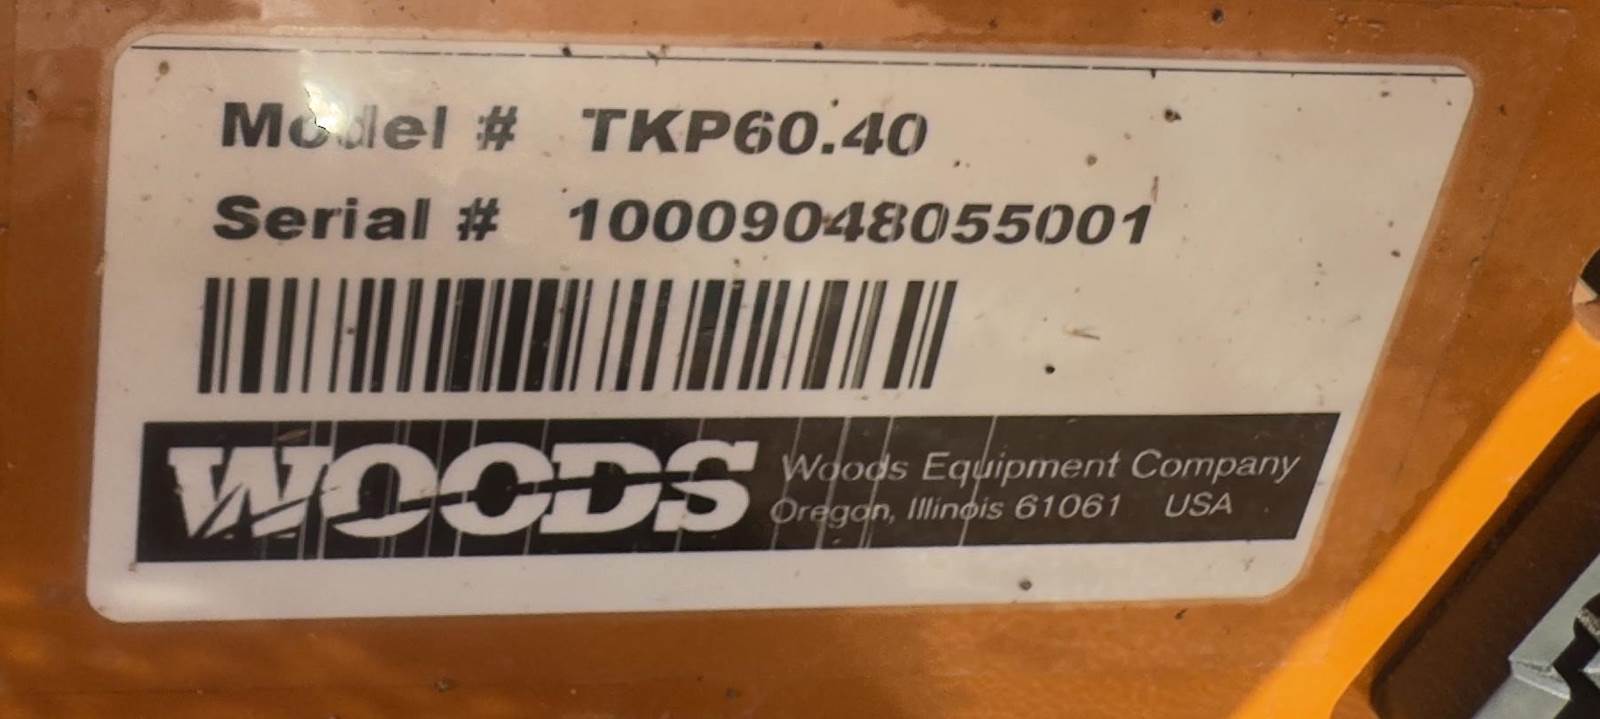 Model # TKP60.40
Serial # 10009048055001
WOODS
Woods Equipment Company
Oregon, Illinois 61061 USA